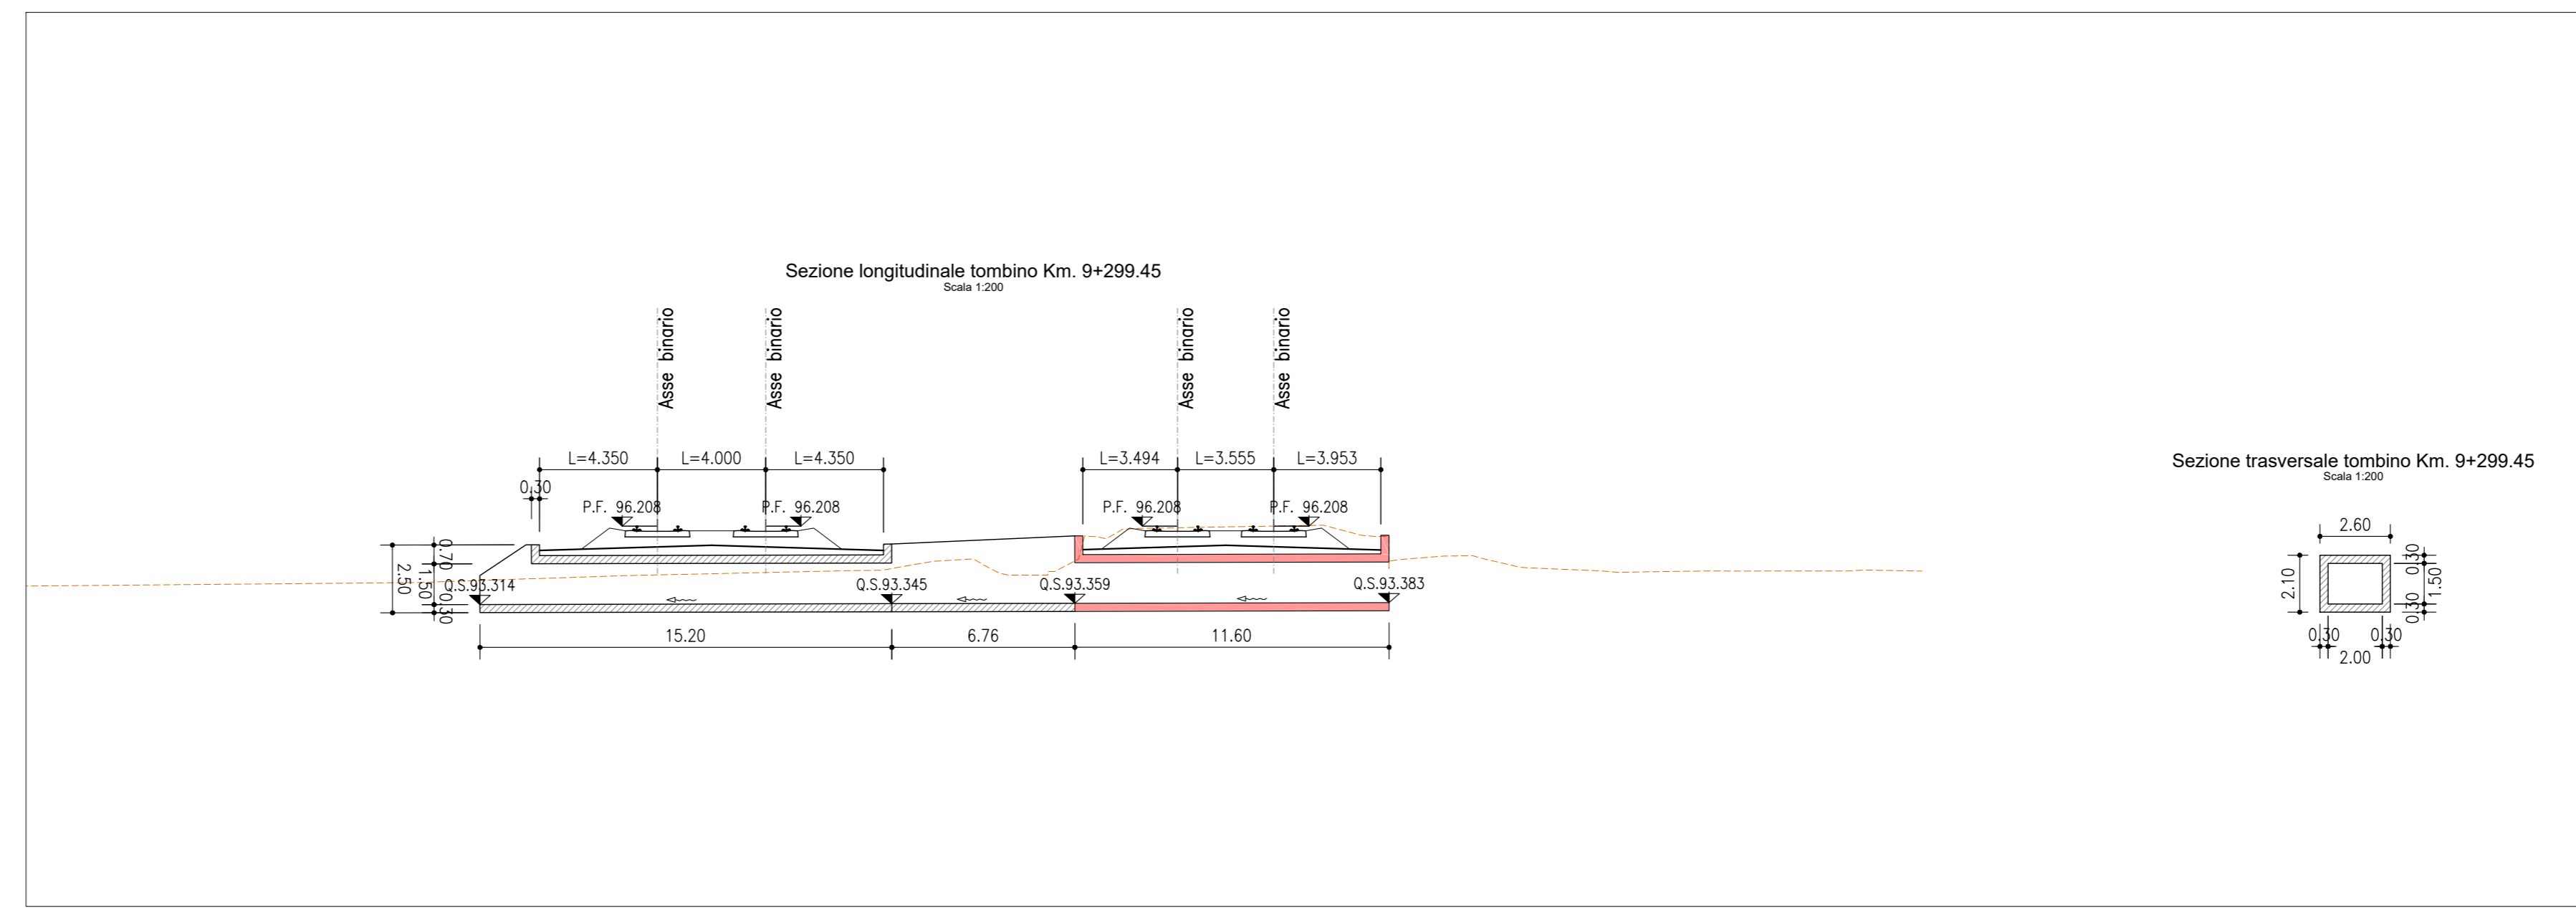 Sezione longitudinale tombino Km. 9+299.45
Scala 1:200
Asse binario
Asse binario
Asse binario
Asse binario
L=4.350
L=4.000
L=4.350
L=3.494
L=3.555
L=3.953
0.30
P.F. 96.208
P.F. 96.208
P.F. 96.208
P.F. 96.208
2.50
0.70
1.50
0.30
Q.S.93.314
Q.S.93.345
Q.S.93.359
Q.S.93.383
15.20
6.76
11.60
Sezione trasversale tombino Km. 9+299.45
Scala 1:200
2.60
2.10
0.30
1.50
0.30
0.30
0.30
2.00